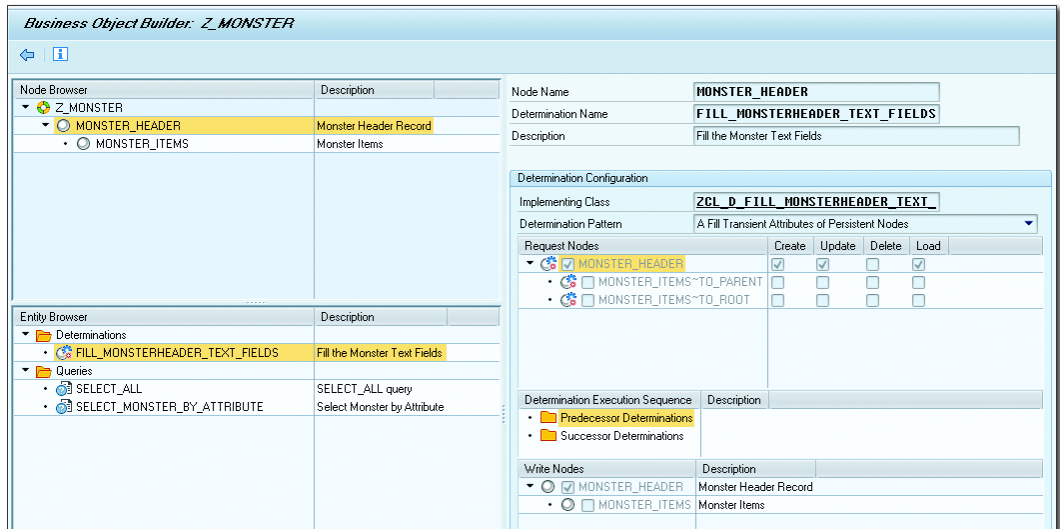 Business Object Builder: Z_MONSTER
Node Browser Description
Z_MONSTER
MONSTER_HEADER Monster Header Record
MONSTER_ITEMS Monster Items
Entity Browser Description
Determinations
FILL_MONSTERHEADER_TEXT_FIELDS Fill the Monster Text Fields
Queries
SELECT_ALL SELECT_ALL query
SELECT_MONSTER_BY_ATTRIBUTE Select Monster by Attribute
Node Name MONSTER_HEADER
Determination Name FILL_MONSTERHEADER_TEXT_FIELDS
Description Fill the Monster Text Fields
Determination Configuration
Implementing Class ZCL_D_FILL_MONSTERHEADER_TEXT_
Determination Pattern A Fill Transient Attributes of Persistent Nodes
Request Nodes Create Update Delete Load
MONSTER_HEADER
MONSTER_ITEMS~TO_PARENT
MONSTER_ITEMS~TO_ROOT
Determination Execution Sequence Description
Predecessor Determinations
Successor Determinations
Write Nodes Description
MONSTER_HEADER Monster Header Record
MONSTER_ITEMS Monster Items